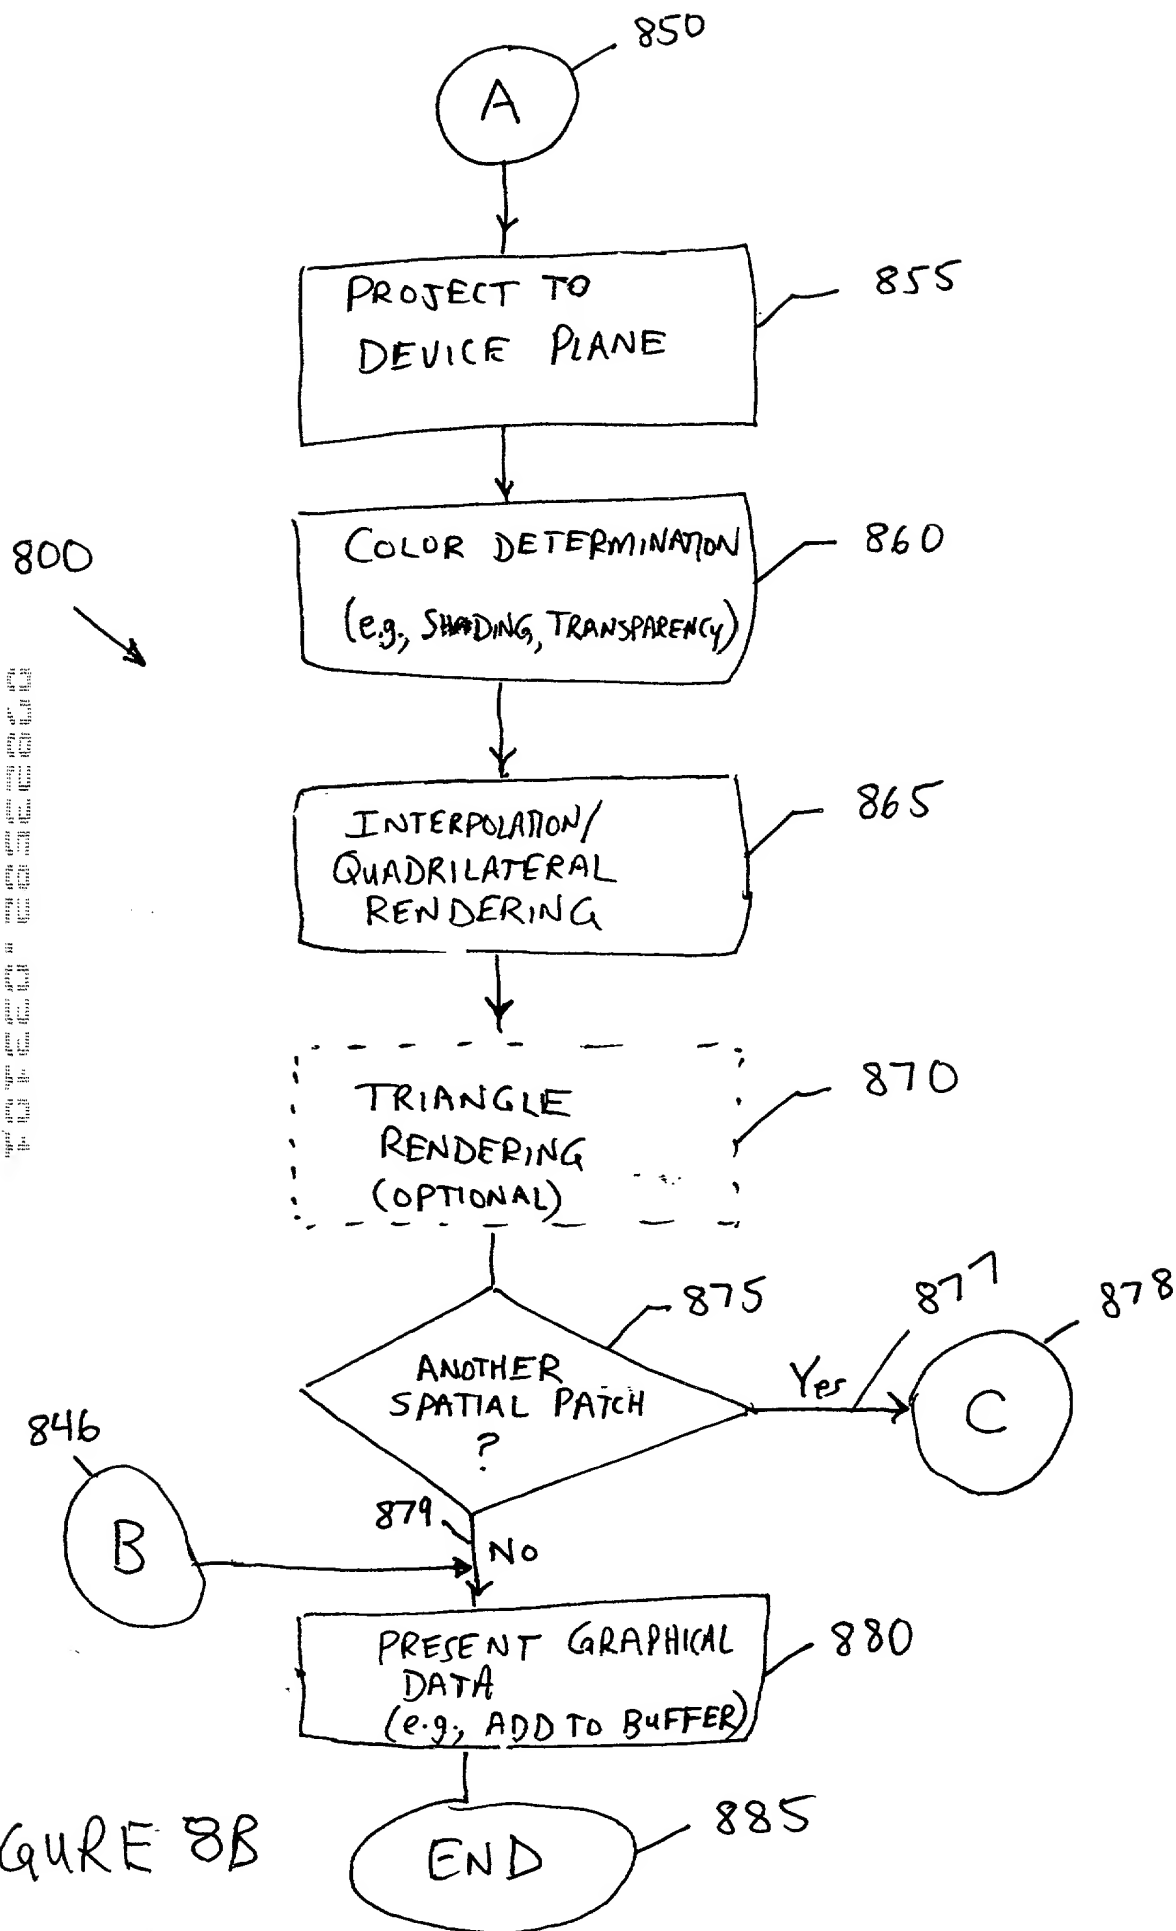 850
A
PROJECT TO
DEVICE PLANE
855
800
COLOR DETERMINATION
(e.g., SHADING, TRANSPARENCY)
860
INTERPOLATION/
QUADRILATERAL
RENDERING
865
TRIANGLE
RENDERING
(OPTIONAL)
870
875
ANOTHER
SPATIAL PATCH
?
Yes
877
878
C
846
B
879
NO
PRESENT GRAPHICAL
DATA
(e.g., ADD TO BUFFER)
880
END
885
GURE 8B